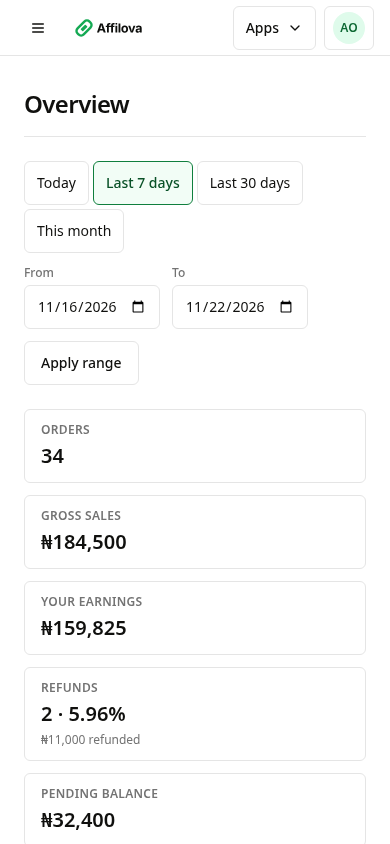 Affilova
Apps
AO
Overview
Today
Last 7 days
Last 30 days
This month
From
To
11/16/2026
11/22/2026
Apply range
ORDERS
34
GROSS SALES
₦184,500
YOUR EARNINGS
₦159,825
REFUNDS
2 · 5.96%
₦11,000 refunded
PENDING BALANCE
₦32,400